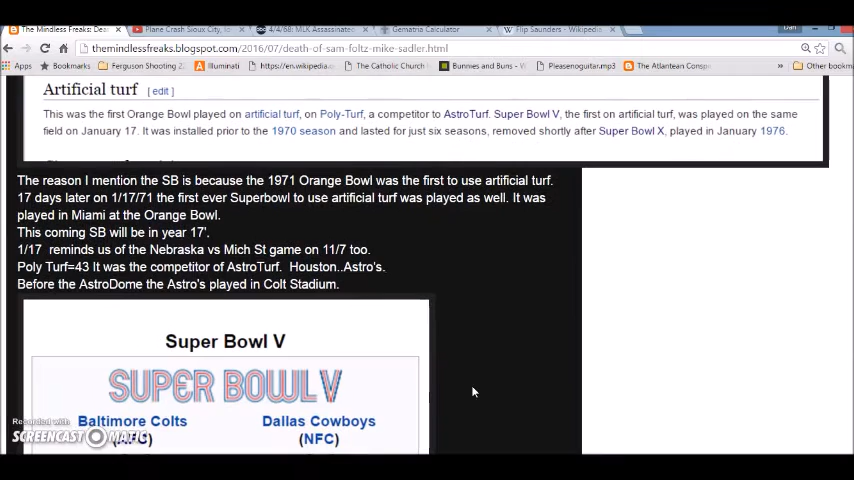 The Mindless Freaks: Dea
Plane Crash Sioux City, Io
4/4/68: MLK Assassinated
Gematria Calculator
Flip Saunders - Wikipedia
Dan
themindlessfreaks.blogspot.com/2016/07/death-of-sam-foltz-mike-sadler.html
Apps
Bookmarks
Ferguson Shooting 22
Illuminati
https://en.wikipedia.
The Catholic Church
Bunnies and Buns - W
Pleasenoguitar.mp3
The Atlantean Consp
»
Other bookm
Artificial turf [ edit ]
This was the first Orange Bowl played on artificial turf, on Poly-Turf, a competitor to AstroTurf. Super Bowl V, the first on artificial turf, was played on the same
field on January 17. It was installed prior to the 1970 season and lasted for just six seasons, removed shortly after Super Bowl X, played in January 1976.
The reason I mention the SB is because the 1971 Orange Bowl was the first to use artificial turf.
17 days later on 1/17/71 the first ever Superbowl to use artificial turf was played as well. It was
played in Miami at the Orange Bowl.
This coming SB will be in year 17'.
1/17 reminds us of the Nebraska vs Mich St game on 11/7 too.
Poly Turf=43 It was the competitor of AstroTurf. Houston..Astro's.
Before the AstroDome the Astro's played in Colt Stadium.
Super Bowl V
SUPER BOWL V
Baltimore Colts
Dallas Cowboys
(AFC)
(NFC)
Recorded with
SCREENCAST MATIC